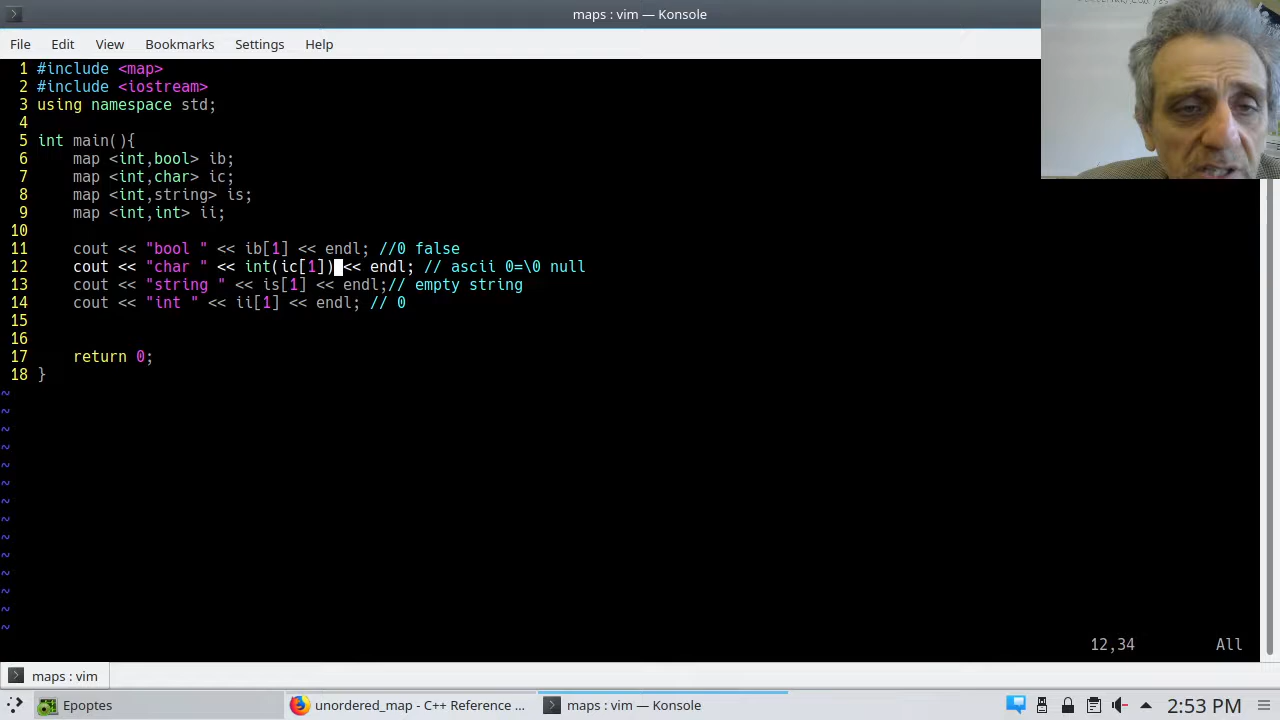 maps : vim — Konsole
File Edit View Bookmarks Settings Help
1 #include <map>
2 #include <iostream>
3 using namespace std;
4
5 int main(){
6     map <int,bool> ib;
7     map <int,char> ic;
8     map <int,string> is;
9     map <int,int> ii;
10
11     cout << "bool " << ib[1] << endl; //0 false
12     cout << "char " << int(ic[1]) << endl; // ascii 0=\0 null
13     cout << "string " << is[1] << endl;// empty string
14     cout << "int " << ii[1] << endl; // 0
15
16
17     return 0;
18 }
~
~
~
~
~
~
~
~
~
~
~
~
~
~
12,34 All
maps : vim
Epoptes
unordered_map - C++ Reference ...
maps : vim — Konsole
2:53 PM